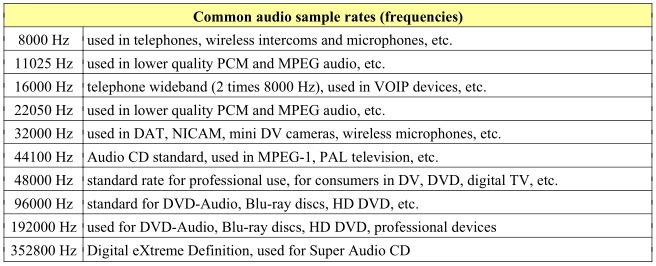 Common audio sample rates (frequencies)
8000 Hz used in telephones, wireless intercoms and microphones, etc.
11025 Hz used in lower quality PCM and MPEG audio, etc.
16000 Hz telephone wideband (2 times 8000 Hz), used in VOIP devices, etc.
22050 Hz used in lower quality PCM and MPEG audio, etc.
32000 Hz used in DAT, NICAM, mini DV cameras, wireless microphones, etc.
44100 Hz Audio CD standard, used in MPEG-1, PAL television, etc.
48000 Hz standard rate for professional use, for consumers in DV, DVD, digital TV, etc.
96000 Hz standard for DVD-Audio, Blu-ray discs, HD DVD, etc.
192000 Hz used for DVD-Audio, Blu-ray discs, HD DVD, professional devices
352800 Hz Digital eXtreme Definition, used for Super Audio CD